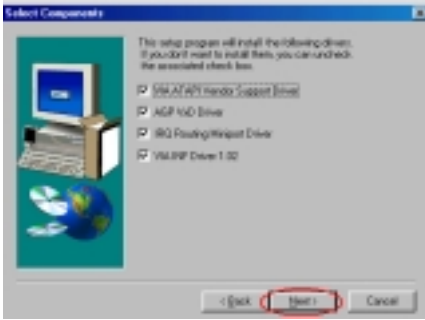 Select Components
This setup program will install the following drivers.
If you don't want to install them, you can uncheck
the associated check box.
VIA ATAPI Vendor Support Driver
AGP VxD Driver
IRQ Routing Miniport Driver
VIA INF Driver 1.02
< Back
Next >
Cancel